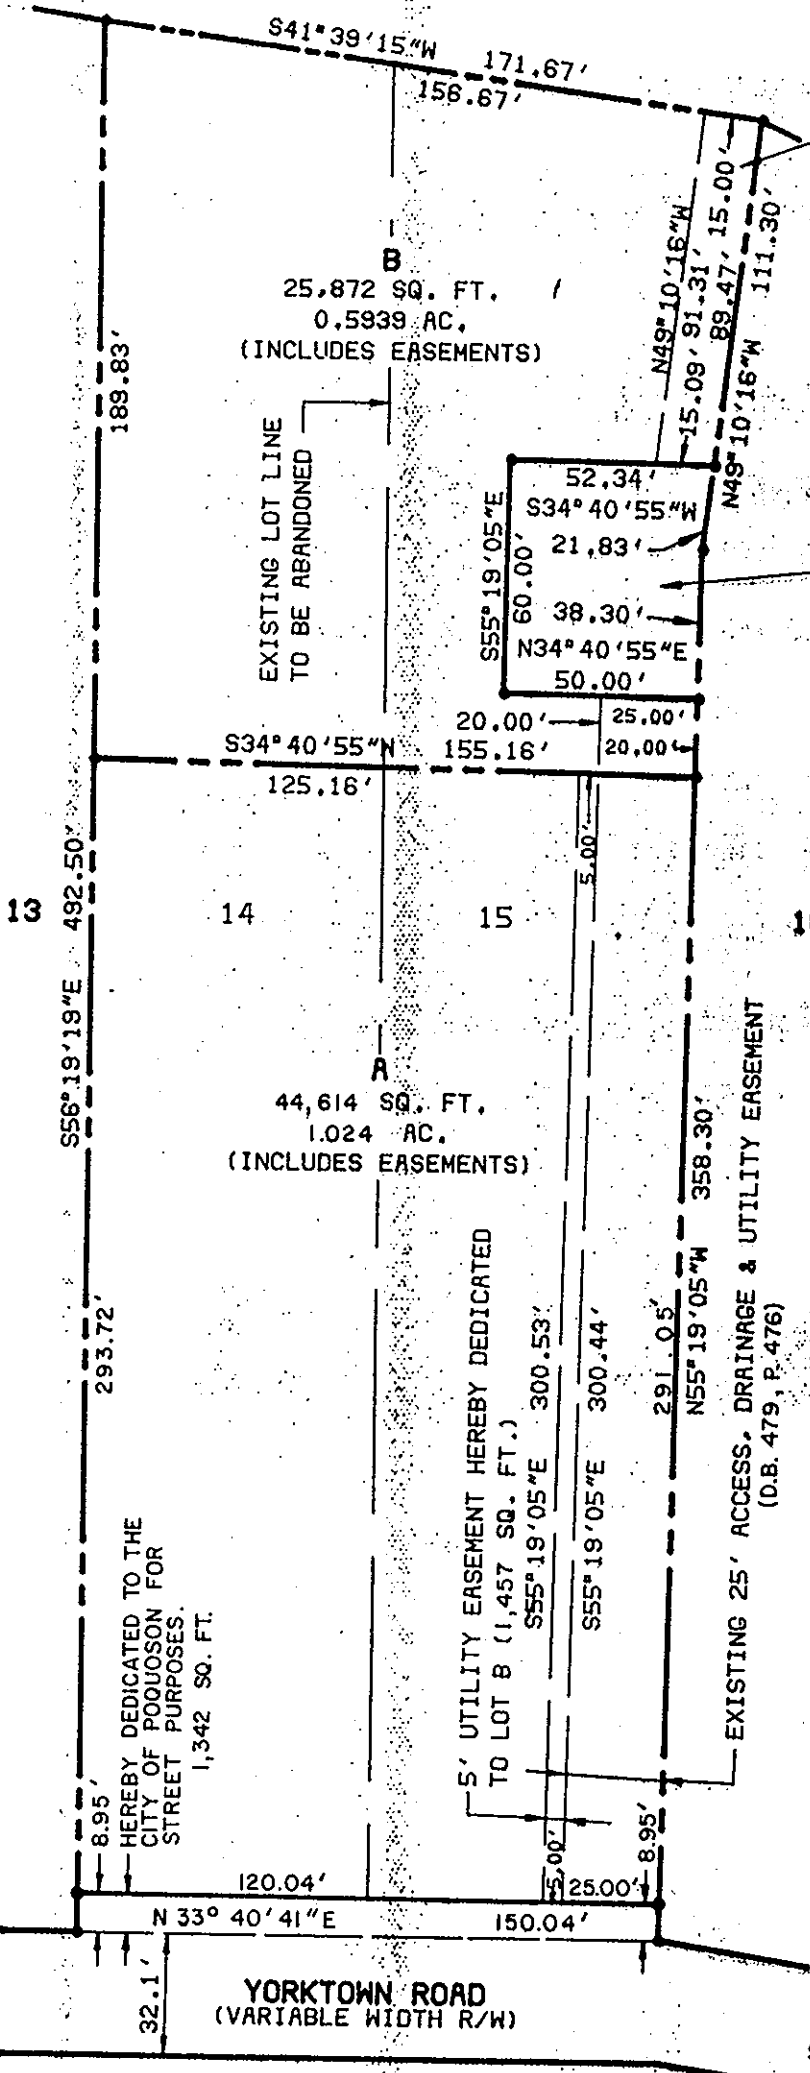 S41°39'15"W
171.67'
156.67'
B
25,872 SQ. FT.
0.5939 AC.
(INCLUDES EASEMENTS)
189.83'
N49°10'16"W
15.09' 91.31'
89.47' 15.00'
N49°10'16"W 111.30'
EXISTING LOT LINE
TO BE ABANDONED
52.34'
S34°40'55"W
21.83'
S55°19'05"E
60.00'
38.30'
N34°40'55"E
50.00'
20.00'
25.00'
S34°40'55"W
155.16'
20.00'
125.16'
5.00'
13
14
15
S56°19'19"E 492.50'
A
44,614 SQ. FT.
1.024 AC.
(INCLUDES EASEMENTS)
293.72'
5' UTILITY EASEMENT HEREBY DEDICATED
TO LOT B (1,457 SQ. FT.)
S55°19'05"E 300.53'
S55°19'05"E 300.44'
291.05'
N55°19'05"W 358.30'
EXISTING 25' ACCESS, DRAINAGE & UTILITY EASEMENT
(D.B. 479, P. 476)
8.95'
HEREBY DEDICATED TO THE
CITY OF POQUOSON FOR
STREET PURPOSES.
1,342 SQ. FT.
120.04'
5.00'
25.00'
8.95'
N 33° 40' 41" E
150.04'
32.1'
YORKTOWN ROAD
(VARIABLE WIDTH R/W)